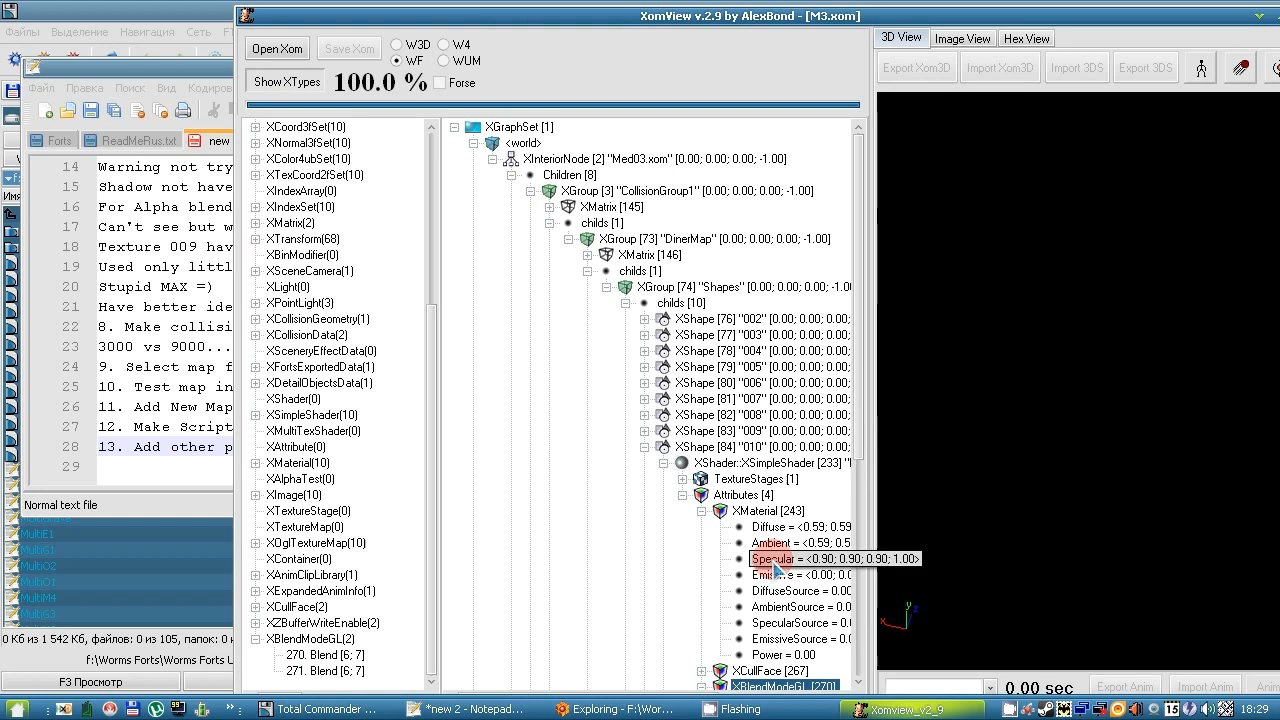 XomView v.2.9 by AlexBond - [M3.xom]
Файлы Выделение Навигаци Сеть
Open Xom Save Xom W3D W4 WF WUM
Show XTypes 100.0 % Forse
3D View Image View Hex View
Export Xom3D Import Xom3D Import 3DS Export 3DS
Файл Правка Поиск Вид Кодиров
Forts ReadMeRus.txt new
14 Warning not try
15 Shadow not have
16 For Alpha blend
17 Can't see but w
18 Texture 009 hav
19 Used only littl
20 Stupid MAX =)
21 Have better ide
22 8. Make collisi
23 3000 vs 9000...
24 9. Select map f
25 10. Test map in
26 11. Add New Map
27 12. Make Script
28 13. Add other p
29
Normal text file
MultiE1
MultiG1
MultiO2
MultiO1
MultiM4
MultiG3
0 Кб из 1 542 Кб, файлов: 0 из 105, папок: 0 и
f:\Worms Forts\Worms Forts U
F3 Просмотр
XCoord3fSet(10)
XNormal3fSet(10)
XColor4ubSet(10)
XTexCoord2fSet(10)
XIndexArray(0)
XIndexSet(10)
XMatrix(2)
XTransform(68)
XBinModifier(0)
XSceneCamera(1)
XLight(0)
XPointLight(3)
XCollisionGeometry(1)
XCollisionData(2)
XSceneryEffectData(0)
XFortsExportedData(1)
XDetailObjectsData(1)
XShader(0)
XSimpleShader(10)
XMultiTexShader(0)
XAttribute(0)
XMaterial(10)
XAlphaTest(0)
XImage(10)
XTextureStage(0)
XTextureMap(0)
XOglTextureMap(10)
XContainer(0)
XAnimClipLibrary(1)
XExpandedAnimInfo(1)
XCullFace(2)
XZBufferWriteEnable(2)
XBlendModeGL(2)
270. Blend [6; 7]
271. Blend [6; 7]
XGraphSet [1]
<world>
XInteriorNode [2] "Med03.xom" [0.00; 0.00; 0.00; -1.00]
Children [8]
XGroup [3] "CollisionGroup1" [0.00; 0.00; 0.00; -1.00]
XMatrix [145]
childs [1]
XGroup [73] "DinerMap" [0.00; 0.00; 0.00; -1.00]
XMatrix [146]
childs [1]
XGroup [74] "Shapes" [0.00; 0.00; 0.00; -1.00
childs [10]
XShape [76] "002" [0.00; 0.00; 0.00;
XShape [77] "003" [0.00; 0.00; 0.00;
XShape [78] "004" [0.00; 0.00; 0.00;
XShape [79] "005" [0.00; 0.00; 0.00;
XShape [80] "006" [0.00; 0.00; 0.00;
XShape [81] "007" [0.00; 0.00; 0.00;
XShape [82] "008" [0.00; 0.00; 0.00;
XShape [83] "009" [0.00; 0.00; 0.00;
XShape [84] "010" [0.00; 0.00; 0.00;
XShader::XSimpleShader [233] "
TextureStages [1]
Attributes [4]
XMaterial [243]
Diffuse = <0.59; 0.59
Ambient = <0.59; 0.5
Specular = <0.90; 0.90; 0.90; 1.00>
Emissive = <0.00; 0.0
DiffuseSource = 0.00
AmbientSource = 0.0
SpecularSource = 0.0
EmissiveSource = 0.0
Power = 0.00
XCullFace [267]
XBlendModeGL [270]
x y z
0.00 sec Export Anim Import Anim Anim
Total Commander ... *new 2 - Notepad... Exploring - F:\Wor... Flashing Xomview_v2_9 15 18:29